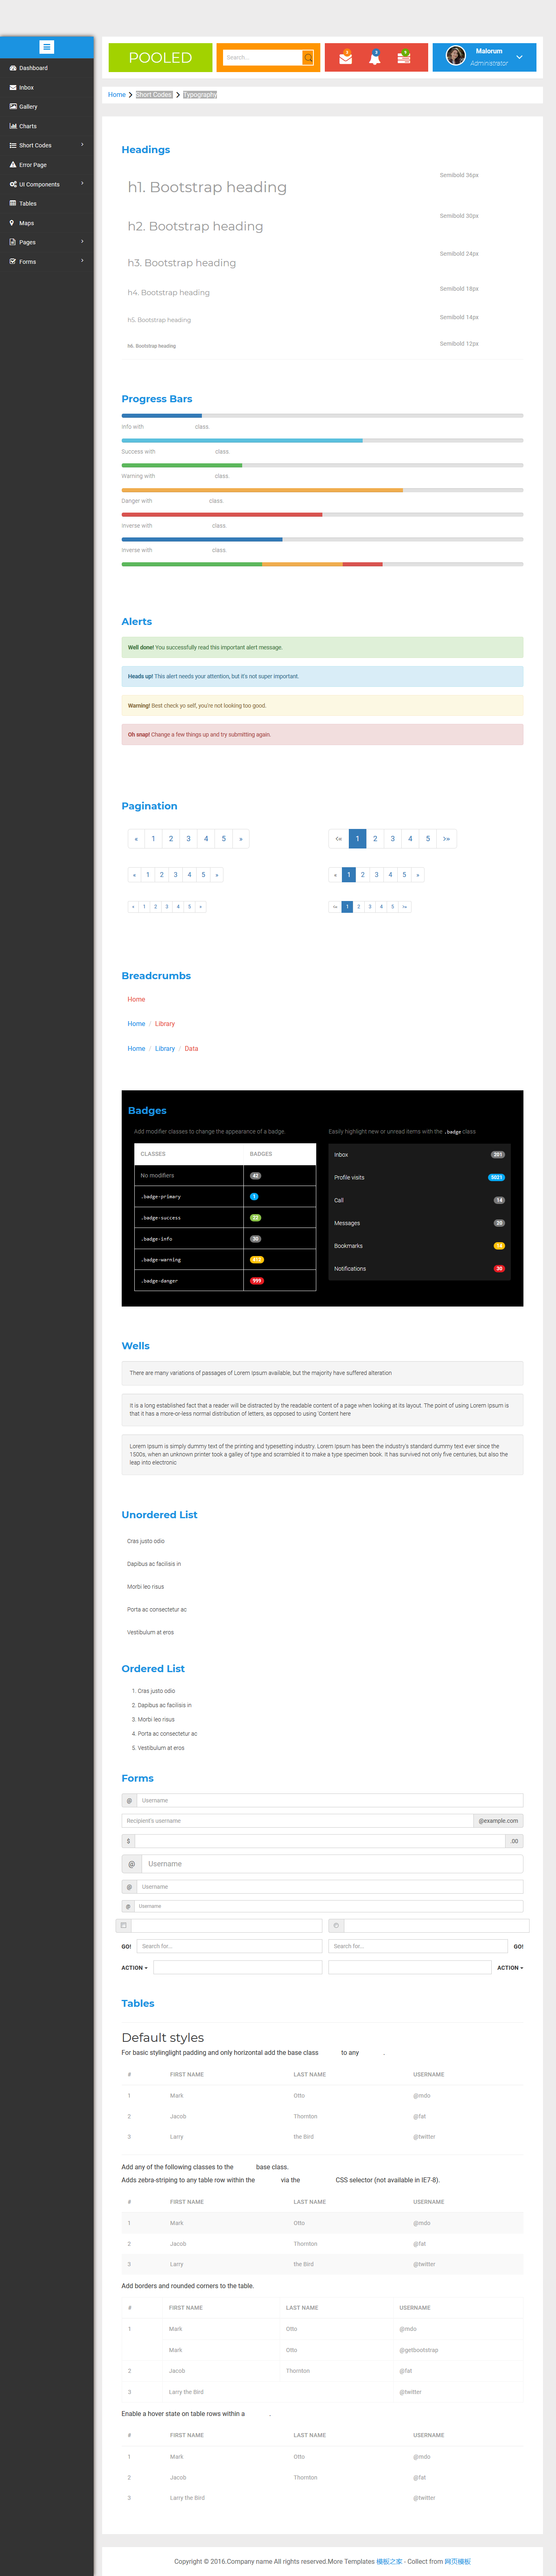 POOLED
Search...
3
3
9
Malorum
Administrator
Dashboard
Inbox
Gallery
Charts
Short Codes
Error Page
UI Components
Tables
Maps
Pages
Forms
Home Short Codes Typography
Headings
h1. Bootstrap heading Semibold 36px
h2. Bootstrap heading Semibold 30px
h3. Bootstrap heading Semibold 24px
h4. Bootstrap heading Semibold 18px
h5. Bootstrap heading Semibold 14px
h6. Bootstrap heading Semibold 12px
Progress Bars
Info with class.
Success with class.
Warning with class.
Danger with class.
Inverse with class.
Inverse with class.
Alerts
Well done! You successfully read this important alert message.
Heads up! This alert needs your attention, but it's not super important.
Warning! Best check yo self, you're not looking too good.
Oh snap! Change a few things up and try submitting again.
Pagination
« 1 2 3 4 5 » <« 1 2 3 4 5 >»
« 1 2 3 4 5 » « 1 2 3 4 5 »
« 1 2 3 4 5 » <« 1 2 3 4 5 >»
Breadcrumbs
Home
Home / Library
Home / Library / Data
Badges
Add modifier classes to change the appearance of a badge.
CLASSES BADGES
No modifiers 42
.badge-primary 1
.badge-success 22
.badge-info 30
.badge-warning 412
.badge-danger 999
Easily highlight new or unread items with the .badge class
Inbox 201
Profile visits 5021
Call 14
Messages 20
Bookmarks 14
Notifications 30
Wells
There are many variations of passages of Lorem Ipsum available, but the majority have suffered alteration
It is a long established fact that a reader will be distracted by the readable content of a page when looking at its layout. The point of using Lorem Ipsum is
that it has a more-or-less normal distribution of letters, as opposed to using 'Content here
Lorem Ipsum is simply dummy text of the printing and typesetting industry. Lorem Ipsum has been the industry's standard dummy text ever since the
1500s, when an unknown printer took a galley of type and scrambled it to make a type specimen book. It has survived not only five centuries, but also the
leap into electronic
Unordered List
Cras justo odio
Dapibus ac facilisis in
Morbi leo risus
Porta ac consectetur ac
Vestibulum at eros
Ordered List
1. Cras justo odio
2. Dapibus ac facilisis in
3. Morbi leo risus
4. Porta ac consectetur ac
5. Vestibulum at eros
Forms
@ Username
Recipient's username @example.com
$ .00
@ Username
@ Username
@ Username
GO! Search for... Search for... GO!
ACTION ACTION
Tables
Default styles
For basic stylinglight padding and only horizontal add the base class to any .
# FIRST NAME LAST NAME USERNAME
1 Mark Otto @mdo
2 Jacob Thornton @fat
3 Larry the Bird @twitter
Add any of the following classes to the base class.
Adds zebra-striping to any table row within the via the CSS selector (not available in IE7-8).
# FIRST NAME LAST NAME USERNAME
1 Mark Otto @mdo
2 Jacob Thornton @fat
3 Larry the Bird @twitter
Add borders and rounded corners to the table.
# FIRST NAME LAST NAME USERNAME
1 Mark Otto @mdo
Mark Otto @getbootstrap
2 Jacob Thornton @fat
3 Larry the Bird @twitter
Enable a hover state on table rows within a .
# FIRST NAME LAST NAME USERNAME
1 Mark Otto @mdo
2 Jacob Thornton @fat
3 Larry the Bird @twitter
Copyright © 2016.Company name All rights reserved.More Templates 模板之家 - Collect from 网页模板